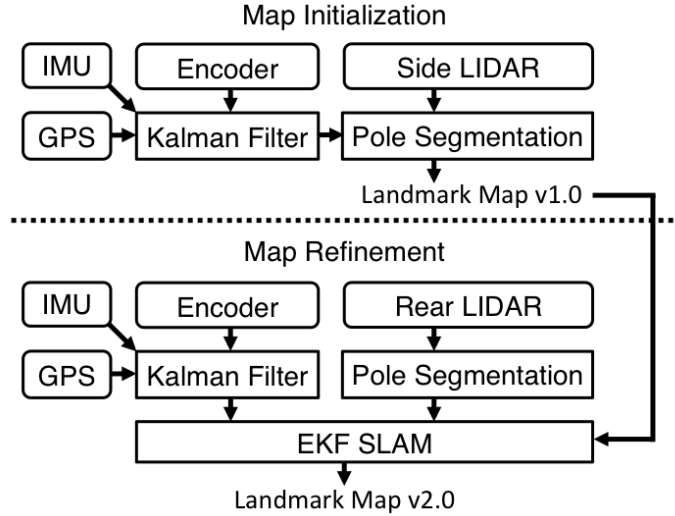 Map Initialization
IMU
Encoder
Side LIDAR
GPS
Kalman Filter
Pole Segmentation
Landmark Map v1.0
Map Refinement
IMU
Encoder
Rear LIDAR
GPS
Kalman Filter
Pole Segmentation
EKF SLAM
Landmark Map v2.0